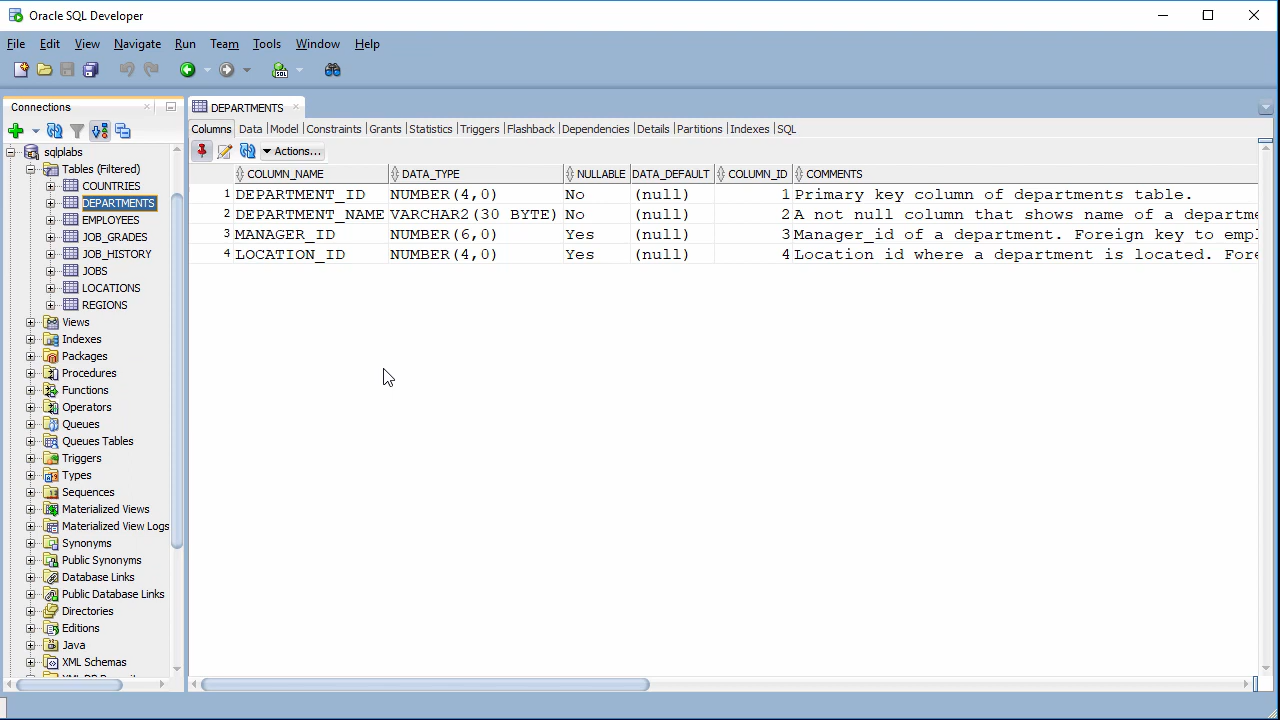 Oracle SQL Developer
File Edit View Navigate Run Team Tools Window Help
SQL
Connections
sqlplabs
Tables (Filtered)
COUNTRIES
DEPARTMENTS
EMPLOYEES
JOB_GRADES
JOB_HISTORY
JOBS
LOCATIONS
REGIONS
Views
Indexes
Packages
Procedures
Functions
Operators
Queues
Queues Tables
Triggers
Types
Sequences
Materialized Views
Materialized View Logs
Synonyms
Public Synonyms
Database Links
Public Database Links
Directories
Editions
Java
XML Schemas
DEPARTMENTS
Columns Data Model Constraints Grants Statistics Triggers Flashback Dependencies Details Partitions Indexes SQL
Actions...
COLUMN_NAME DATA_TYPE NULLABLE DATA_DEFAULT COLUMN_ID COMMENTS
1 DEPARTMENT_ID NUMBER(4,0) No (null) 1 Primary key column of departments table.
2 DEPARTMENT_NAME VARCHAR2(30 BYTE) No (null) 2 A not null column that shows name of a departme
3 MANAGER_ID NUMBER(6,0) Yes (null) 3 Manager_id of a department. Foreign key to empl
4 LOCATION_ID NUMBER(4,0) Yes (null) 4 Location id where a department is located. Fore